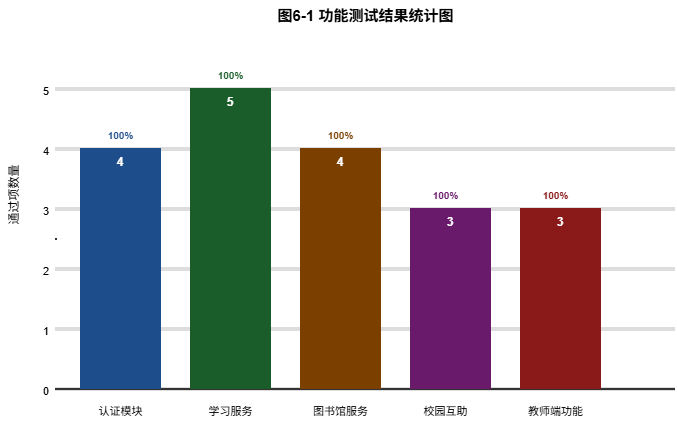 图6-1 功能测试结果统计图
通过项数量
5
4
3
2
1
0
100%
4
100%
5
100%
4
100%
3
100%
3
认证模块
学习服务
图书馆服务
校园互助
教师端功能